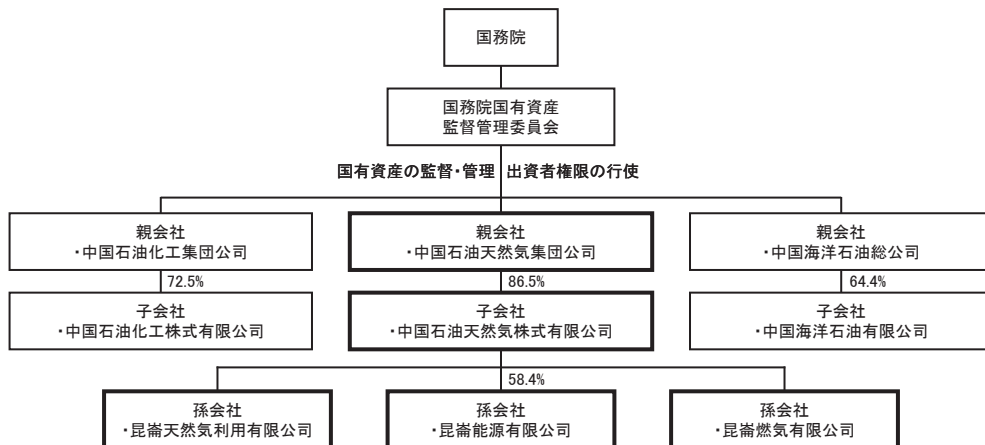 国務院
国務院国有資産
監督管理委員会
国有資産の監督・管理 出資者権限の行使
親会社
・中国石油化工集団公司
親会社
・中国石油天然気集団公司
親会社
・中国海洋石油総公司
72.5%
86.5%
64.4%
子会社
・中国石油化工株式有限公司
子会社
・中国石油天然気株式有限公司
子会社
・中国海洋石油有限公司
58.4%
孫会社
・昆崙天然気利用有限公司
孫会社
・昆崙能源有限公司
孫会社
・昆崙燃気有限公司